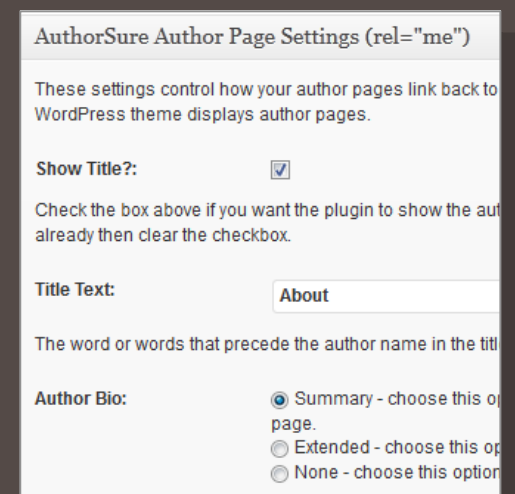 AuthorSure Author Page Settings (rel="me")
These settings control how your author pages link back to
WordPress theme displays author pages.
Show Title?:
Check the box above if you want the plugin to show the aut
already then clear the checkbox.
Title Text: About
The word or words that precede the author name in the titl
Author Bio: Summary - choose this op
page.
Extended - choose this op
None - choose this option